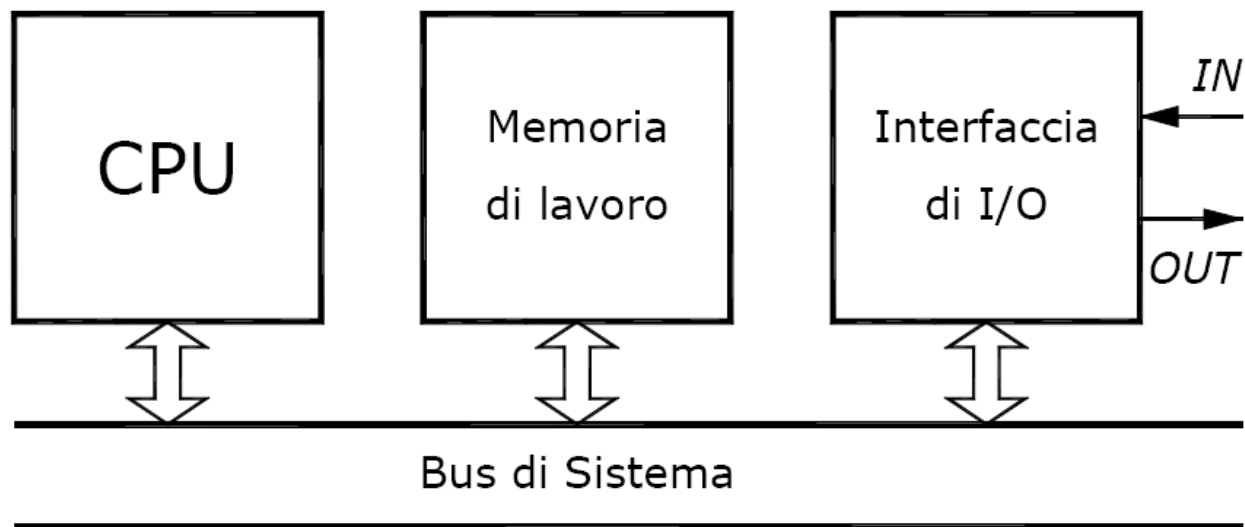 CPU
Memoria
di lavoro
Interfaccia
di I/O
IN
OUT
Bus di Sistema